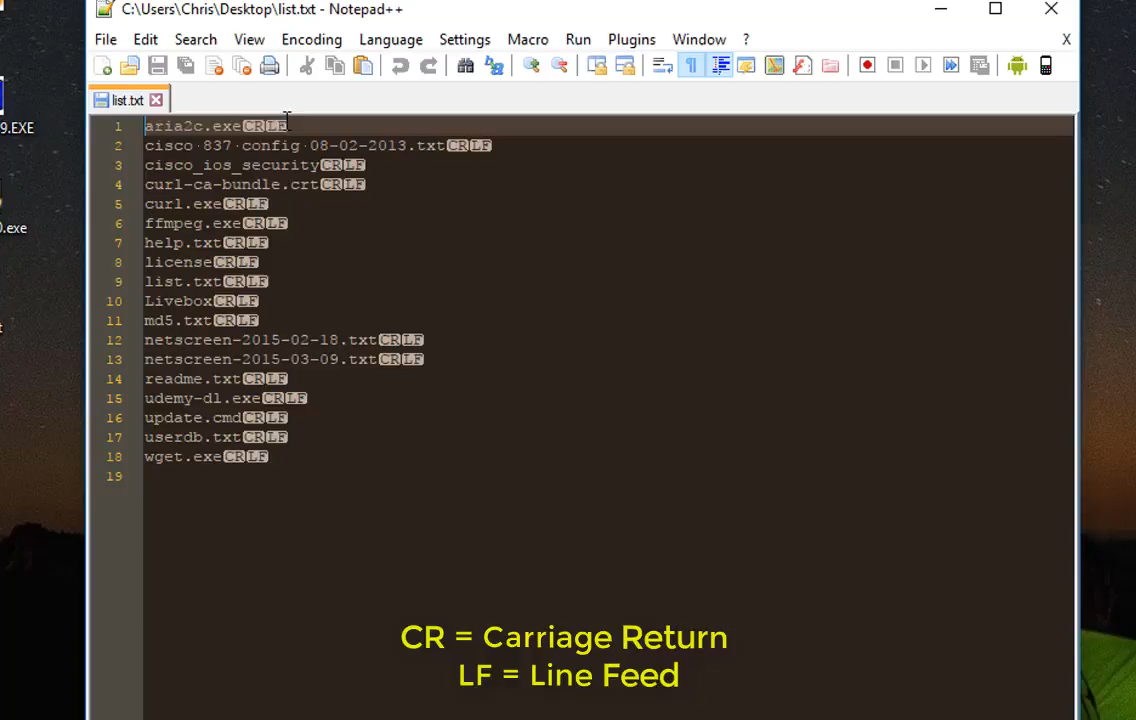 C:\Users\Chris\Desktop\list.txt - Notepad++
File Edit Search View Encoding Language Settings Tools Macro Run Plugins Window ? X
list.txt
9.EXE
0.exe
1 aria2c.exeCRLF
2 cisco·837·config·08-02-2013.txtCRLF
3 cisco_ios_securityCRLF
4 curl-ca-bundle.crtCRLF
5 curl.exeCRLF
6 ffmpeg.exeCRLF
7 help.txtCRLF
8 licenseCRLF
9 list.txtCRLF
10 LiveboxCRLF
11 md5.txtCRLF
12 netscreen-2015-02-18.txtCRLF
13 netscreen-2015-03-09.txtCRLF
14 readme.txtCRLF
15 udemy-dl.exeCRLF
16 update.cmdCRLF
17 userdb.txtCRLF
18 wget.exeCRLF
19
CR = Carriage Return
LF = Line Feed